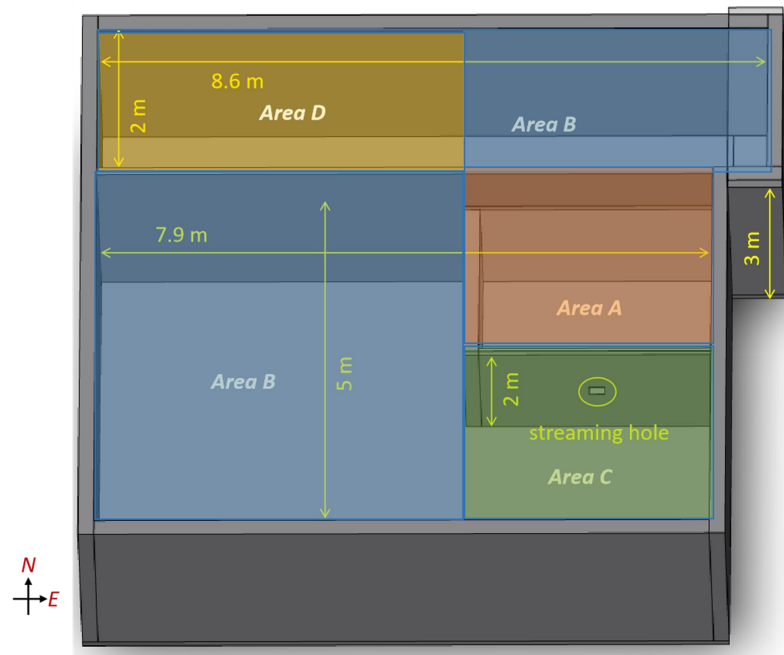 8.6 m
2 m
Area D
Area B
7.9 m
3 m
Area A
Area B
5 m
2 m
streaming hole
Area C
N
E